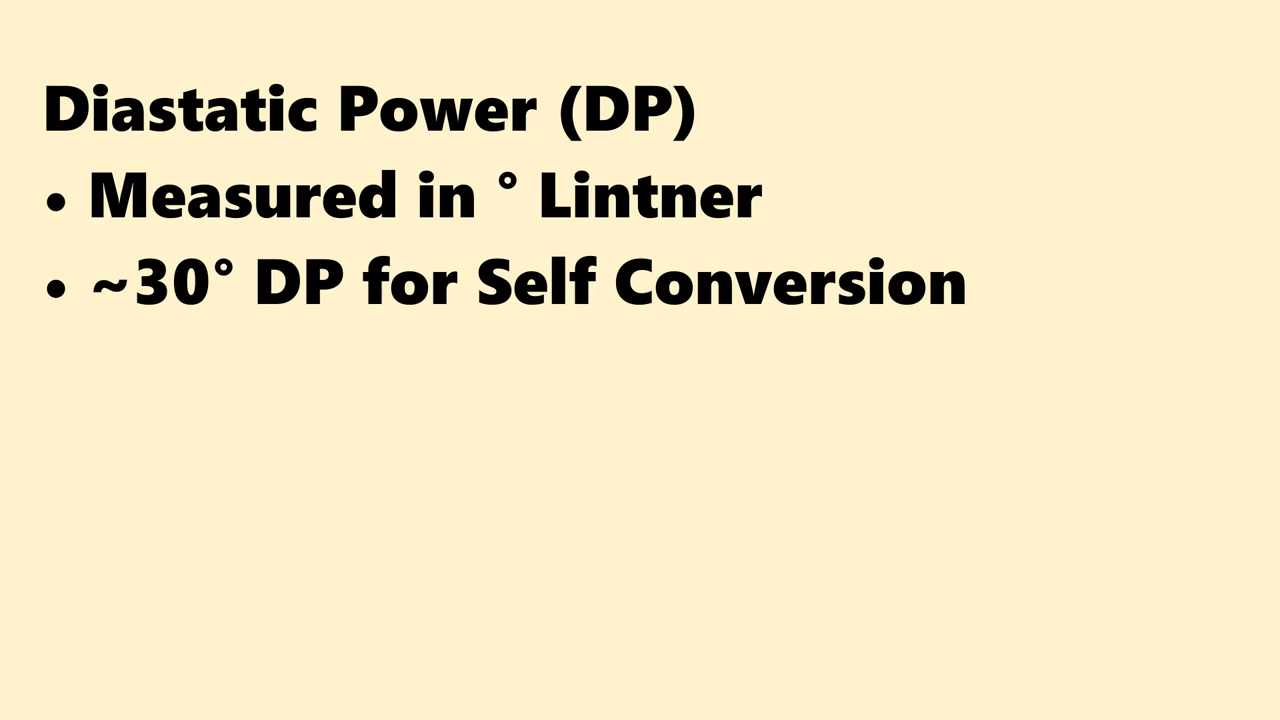 Diastatic Power (DP)
• Measured in ° Lintner
• ~30° DP for Self Conversion